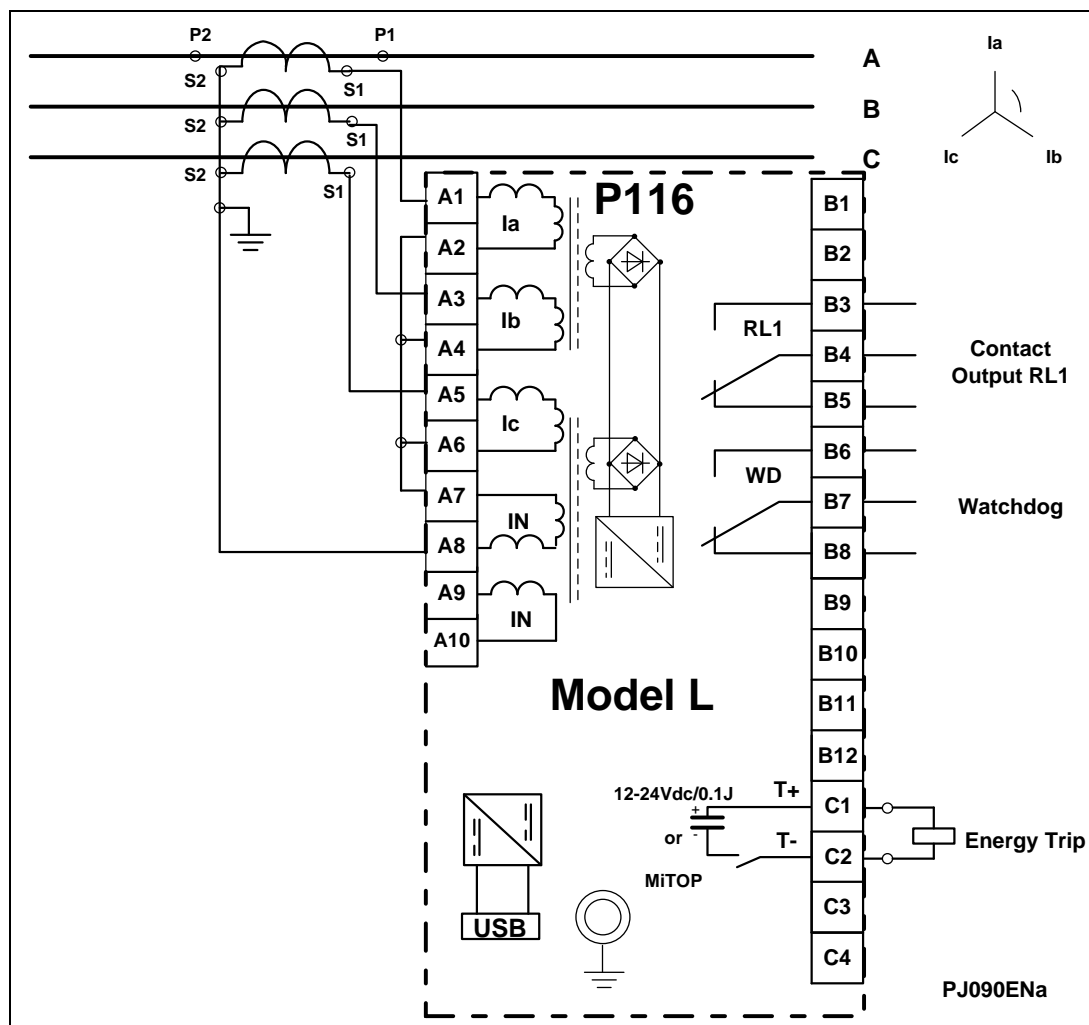 P2
P1
A
Ia
S2
S1
S2
S1
B
S2
S1
C
Ic
Ib
P116
A1
Ia
A2
A3
Ib
A4
A5
Ic
A6
A7
IN
A8
A9
IN
A10
B1
B2
B3
RL1
B4
Contact
Output RL1
B5
B6
WD
B7
Watchdog
B8
B9
B10
Model L
B11
B12
12-24Vdc/0.1J
T+
C1
+
-
or
T-
Energy Trip
C2
MiTOP
C3
USB
C4
PJ090ENa